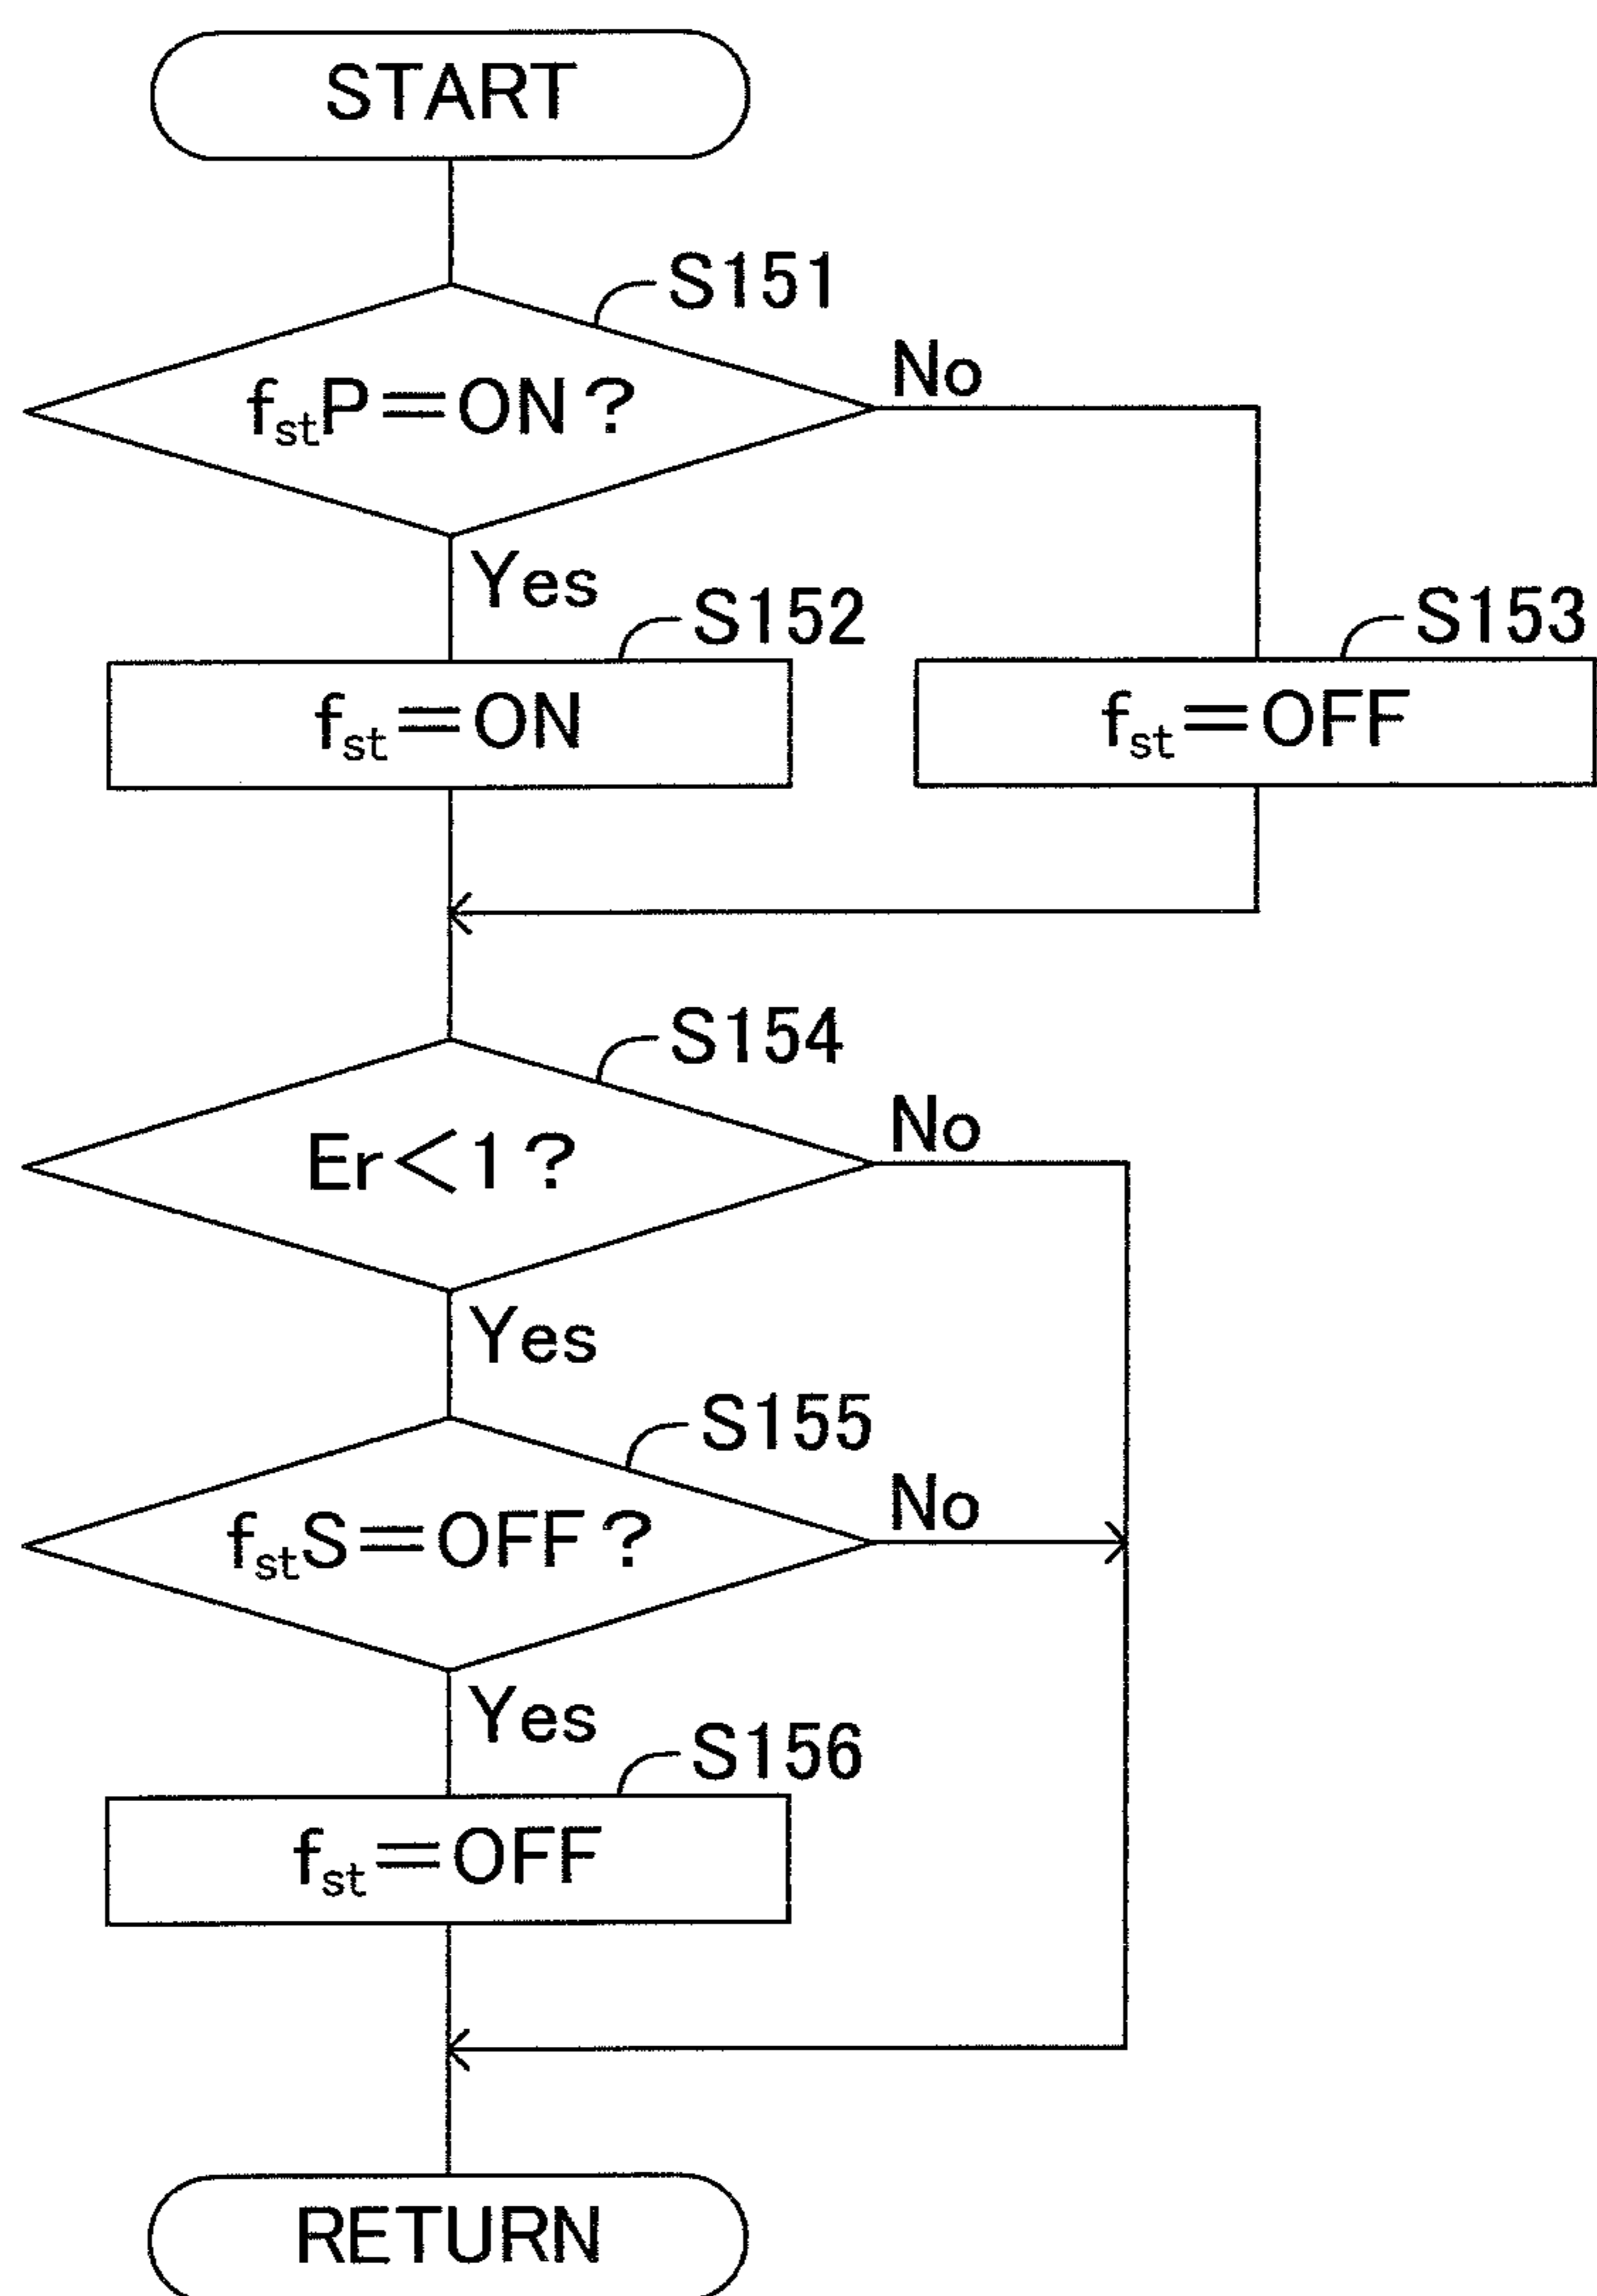 START
S151
fstP=ON?
No
Yes
S152
S153
fst=ON
fst=OFF
S154
Er<1?
No
Yes
S155
fstS=OFF?
No
Yes
S156
fst=OFF
RETURN